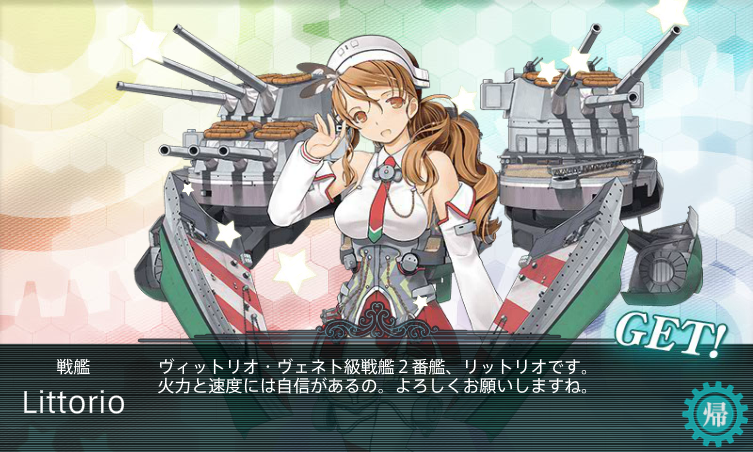 GET!
戦艦
Littorio
ヴィットリオ・ヴェネト級戦艦２番艦、リットリオです。
火力と速度には自信があるの。よろしくお願いしますね。
帰